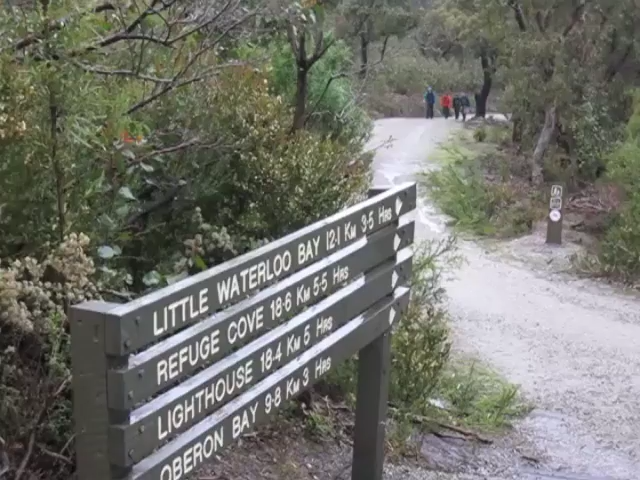 LITTLE WATERLOO BAY 12·1 KM 3·5 HRS
REFUGE COVE 18·6 KM 5·5 HRS
LIGHTHOUSE 18·4 KM 5 HRS
OBERON BAY 9·8 KM 3 HRS